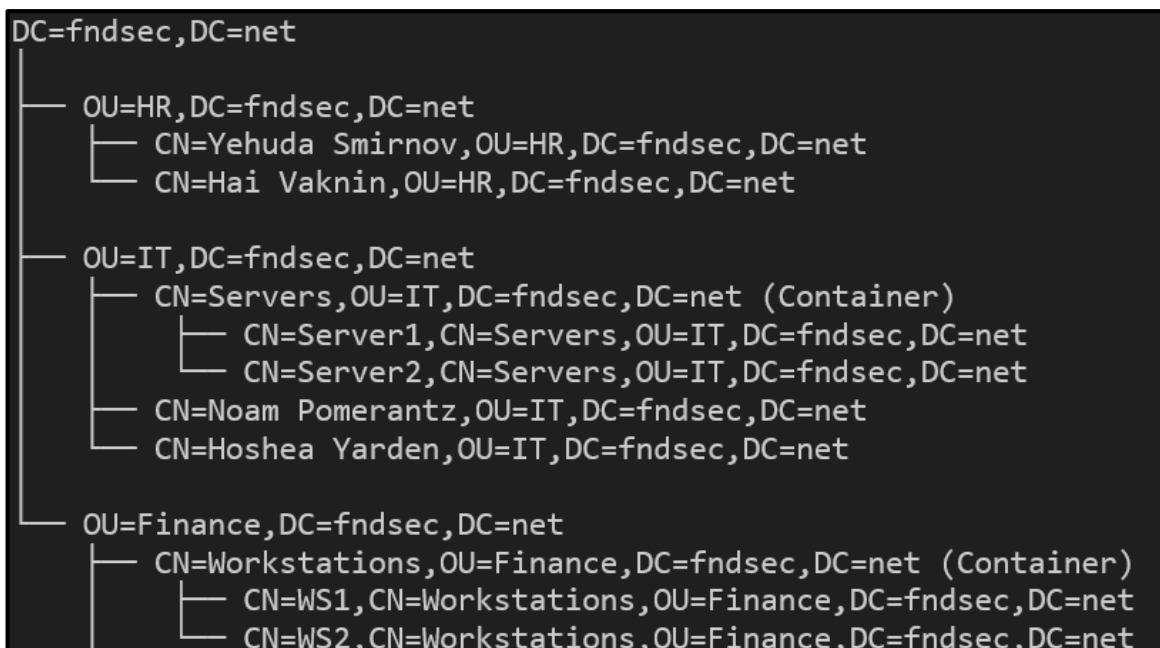 DC=fndsec,DC=net
OU=HR,DC=fndsec,DC=net
CN=Yehuda Smirnov,OU=HR,DC=fndsec,DC=net
CN=Hai Vaknin,OU=HR,DC=fndsec,DC=net
OU=IT,DC=fndsec,DC=net
CN=Servers,OU=IT,DC=fndsec,DC=net (Container)
CN=Server1,CN=Servers,OU=IT,DC=fndsec,DC=net
CN=Server2,CN=Servers,OU=IT,DC=fndsec,DC=net
CN=Noam Pomerantz,OU=IT,DC=fndsec,DC=net
CN=Hoshea Yarden,OU=IT,DC=fndsec,DC=net
OU=Finance,DC=fndsec,DC=net
CN=Workstations,OU=Finance,DC=fndsec,DC=net (Container)
CN=WS1,CN=Workstations,OU=Finance,DC=fndsec,DC=net
CN=WS2,CN=Workstations,OU=Finance,DC=fndsec,DC=net